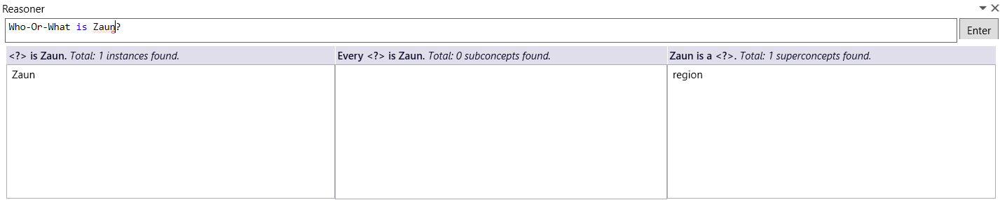 Reasoner
Who-Or-What is Zaun?
Enter
<?> is Zaun. Total: 1 instances found.
Every <?> is Zaun. Total: 0 subconcepts found.
Zaun is a <?>. Total: 1 superconcepts found.
Zaun
region